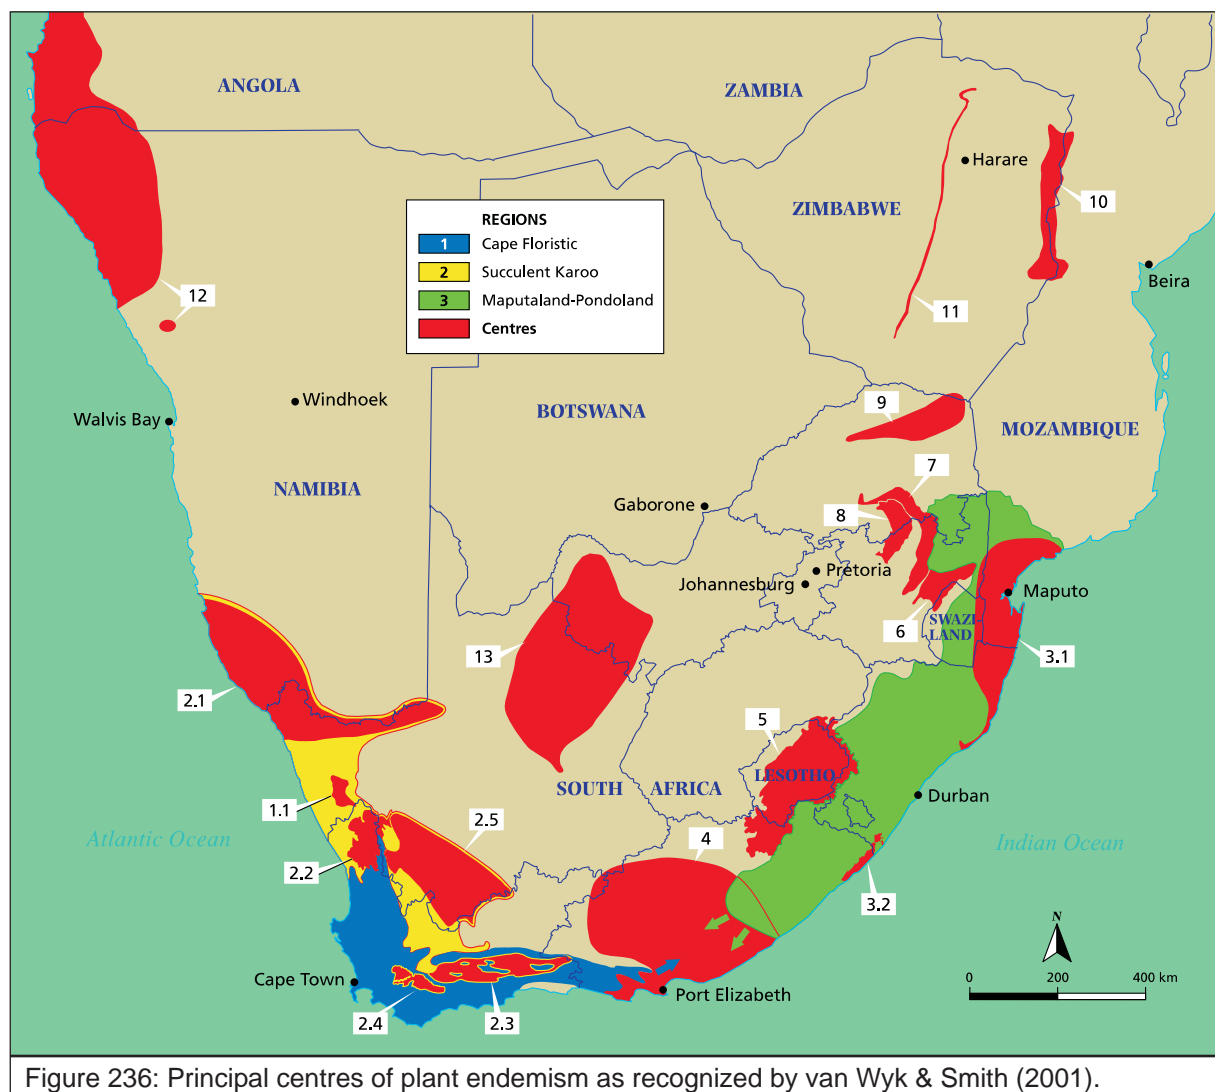 ANGOLA
ZAMBIA
Harare
ZIMBABWE
10
REGIONS
1 Cape Floristic
2 Succulent Karoo
3 Maputaland-Pondoland
Centres
Beira
12
11
Windhoek
BOTSWANA
9
Walvis Bay
MOZAMBIQUE
NAMIBIA
7
Gaborone
8
Pretoria
Johannesburg
Maputo
SWAZI
LAND
6
13
3.1
2.1
5
LESOTHO
SOUTH AFRICA
Durban
1.1
2.5
Atlantic Ocean
4
Indian Ocean
2.2
3.2
N
Cape Town
Port Elizabeth
0 200 400 km
2.4
2.3
Figure 236: Principal centres of plant endemism as recognized by van Wyk & Smith (2001).